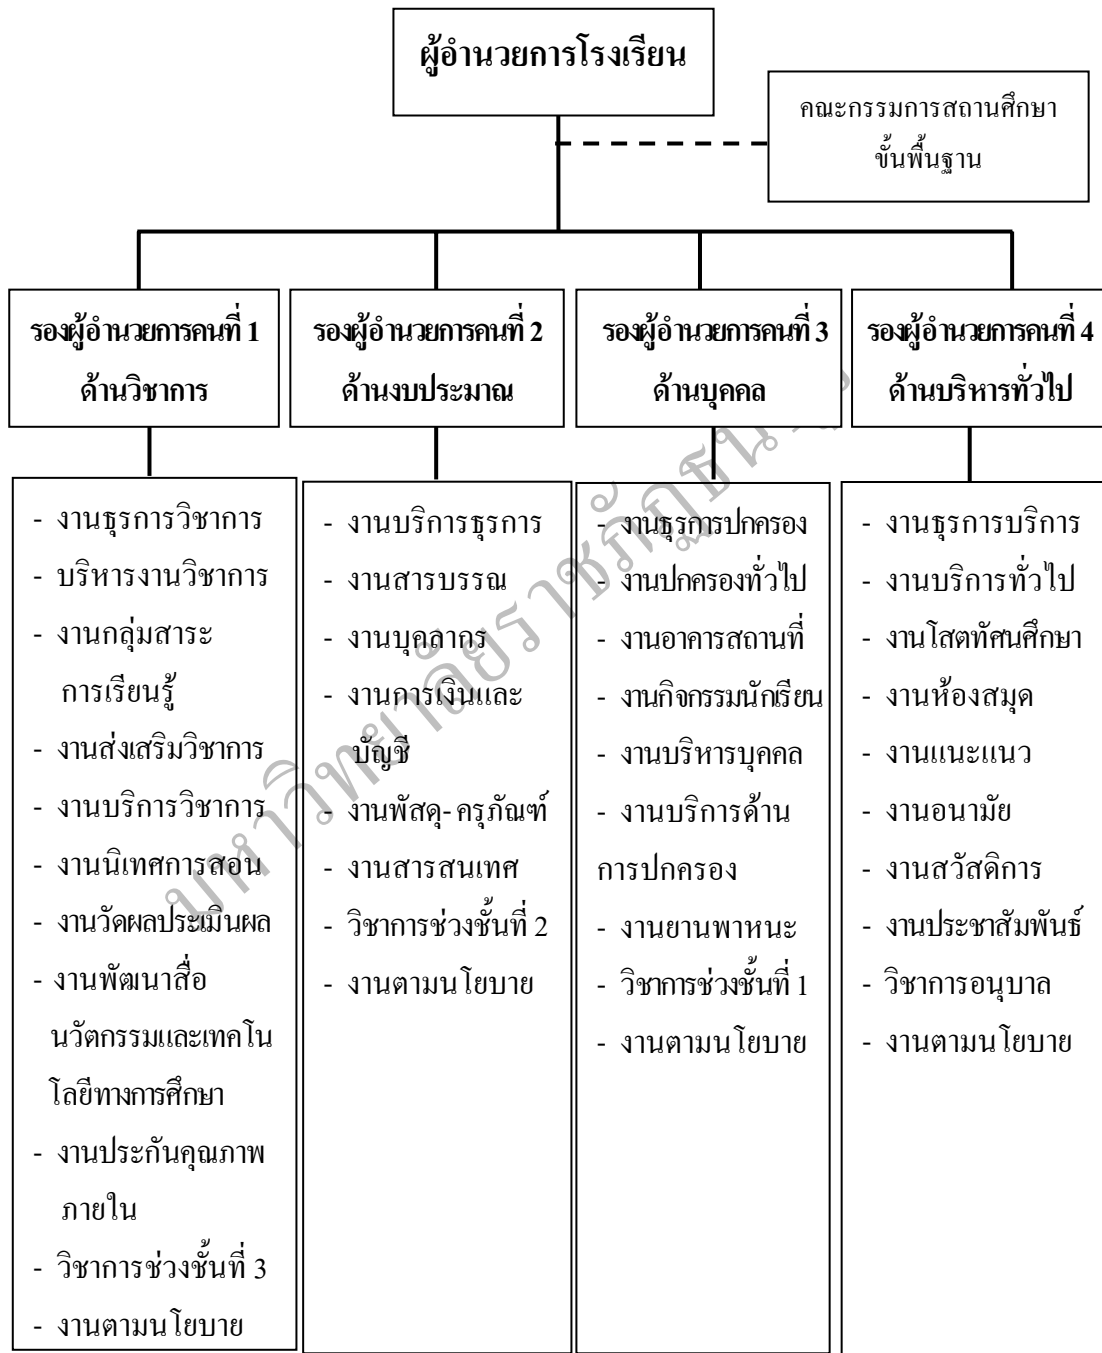 ผู้อำนวยการโรงเรียน
คณะกรรมการสถานศึกษา
ขั้นพื้นฐาน
รองผู้อำนวยการคนที่ 1
ด้านวิชาการ
รองผู้อำนวยการคนที่ 2
ด้านงบประมาณ
รองผู้อำนวยการคนที่ 3
ด้านบุคคล
รองผู้อำนวยการคนที่ 4
ด้านบริหารทั่วไป
- งานธุรการวิชาการ
- บริหารงานวิชาการ
- งานกลุ่มสาระ
การเรียนรู้
- งานส่งเสริมวิชาการ
- งานบริการวิชาการ
- งานนิเทศการสอน
- งานวัดผลประเมินผล
- งานพัฒนาสื่อ
นวัตกรรมและเทคโน
โลยีทางการศึกษา
- งานประกันคุณภาพ
ภายใน
- วิชาการช่วงชั้นที่ 3
- งานตามนโยบาย
- งานบริการธุรการ
- งานสารบรรณ
- งานบุคลากร
- งานการเงินและ
บัญชี
- งานพัสดุ- ครุภัณฑ์
- งานสารสนเทศ
- วิชาการช่วงชั้นที่ 2
- งานตามนโยบาย
- งานธุรการปกครอง
- งานปกครองทั่วไป
- งานอาคารสถานที่
- งานกิจกรรมนักเรียน
- งานบริหารบุคคล
- งานบริการด้าน
การปกครอง
- งานยานพาหนะ
- วิชาการช่วงชั้นที่ 1
- งานตามนโยบาย
- งานธุรการบริการ
- งานบริการทั่วไป
- งานโสตทัศนศึกษา
- งานห้องสมุด
- งานแนะแนว
- งานอนามัย
- งานสวัสดิการ
- งานประชาสัมพันธ์
- วิชาการอนุบาล
- งานตามนโยบาย
มหาวิทยาลัยราชภัฏธน